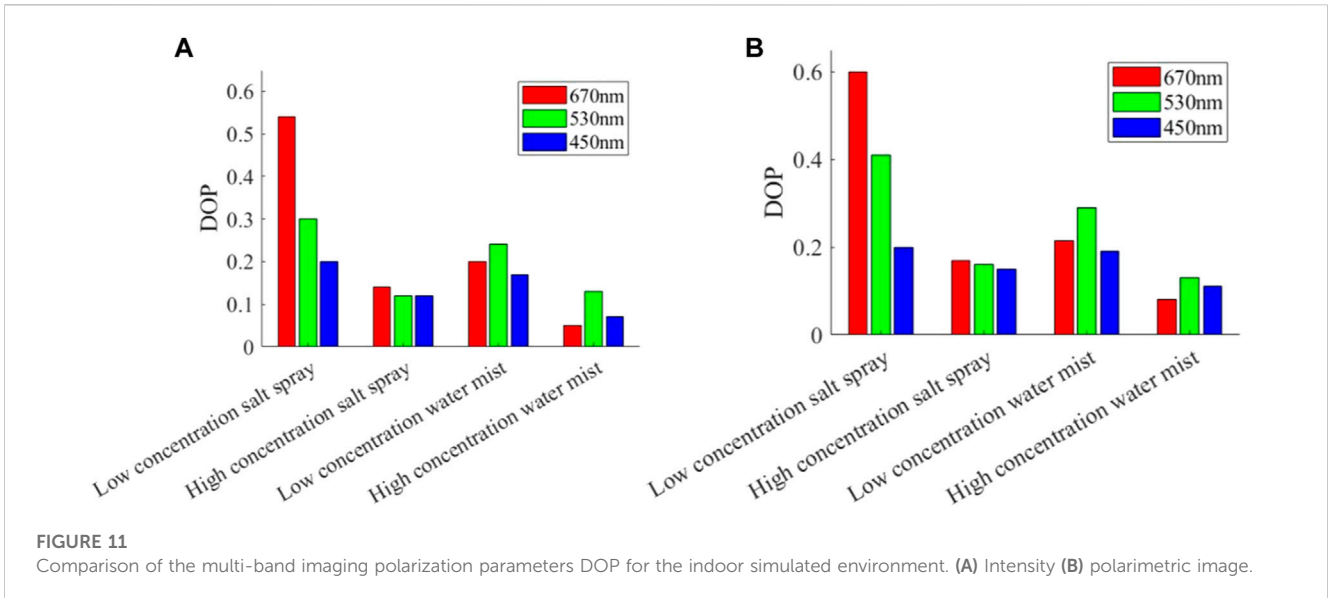 A
0.6
0.5
0.4
0.3
0.2
0.1
0
DOP
670nm
530nm
450nm
Low concentration salt spray
High concentration salt spray
Low concentration water mist
High concentration water mist
B
0.6
0.4
0.2
0
DOP
670nm
530nm
450nm
Low concentration salt spray
High concentration salt spray
Low concentration water mist
High concentration water mist
FIGURE 11
Comparison of the multi-band imaging polarization parameters DOP for the indoor simulated environment. (A) Intensity (B) polarimetric image.